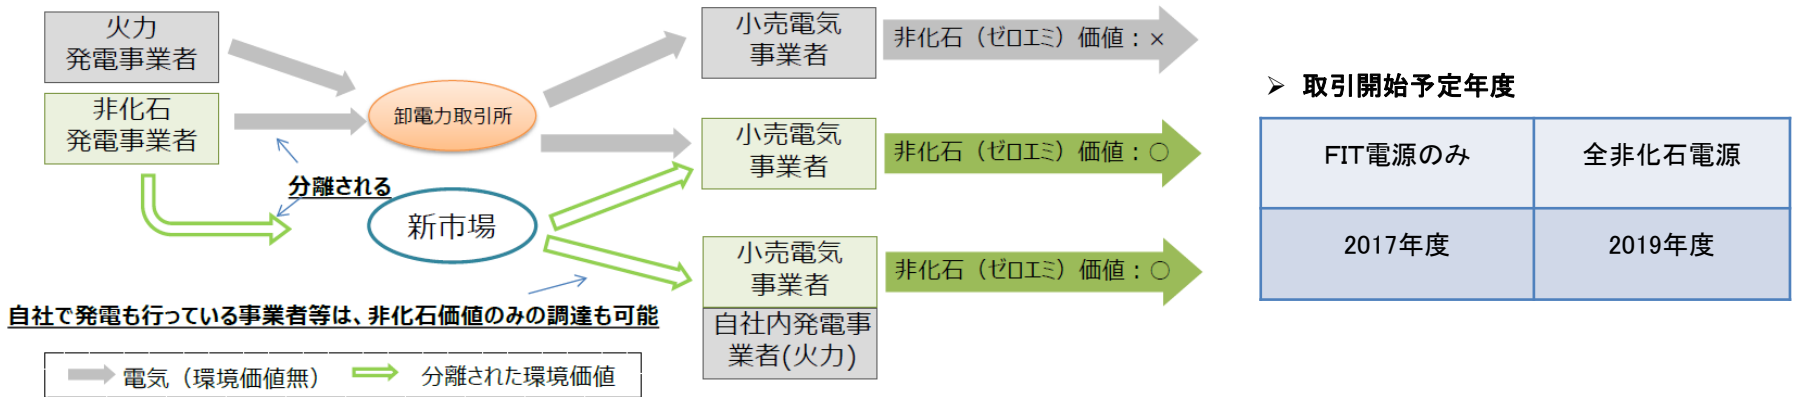 火力
発電事業者
非化石
発電事業者
卸電力取引所
分離される
新市場
小売電気
事業者
非化石（ゼロエミ）価値：×
小売電気
事業者
非化石（ゼロエミ）価値：○
小売電気
事業者
非化石（ゼロエミ）価値：○
自社内発電事
業者(火力)
自社で発電も行っている事業者等は、非化石価値のみの調達も可能
電気（環境価値無）
分離された環境価値
➢ 取引開始予定年度
FIT電源のみ
全非化石電源
2017年度
2019年度